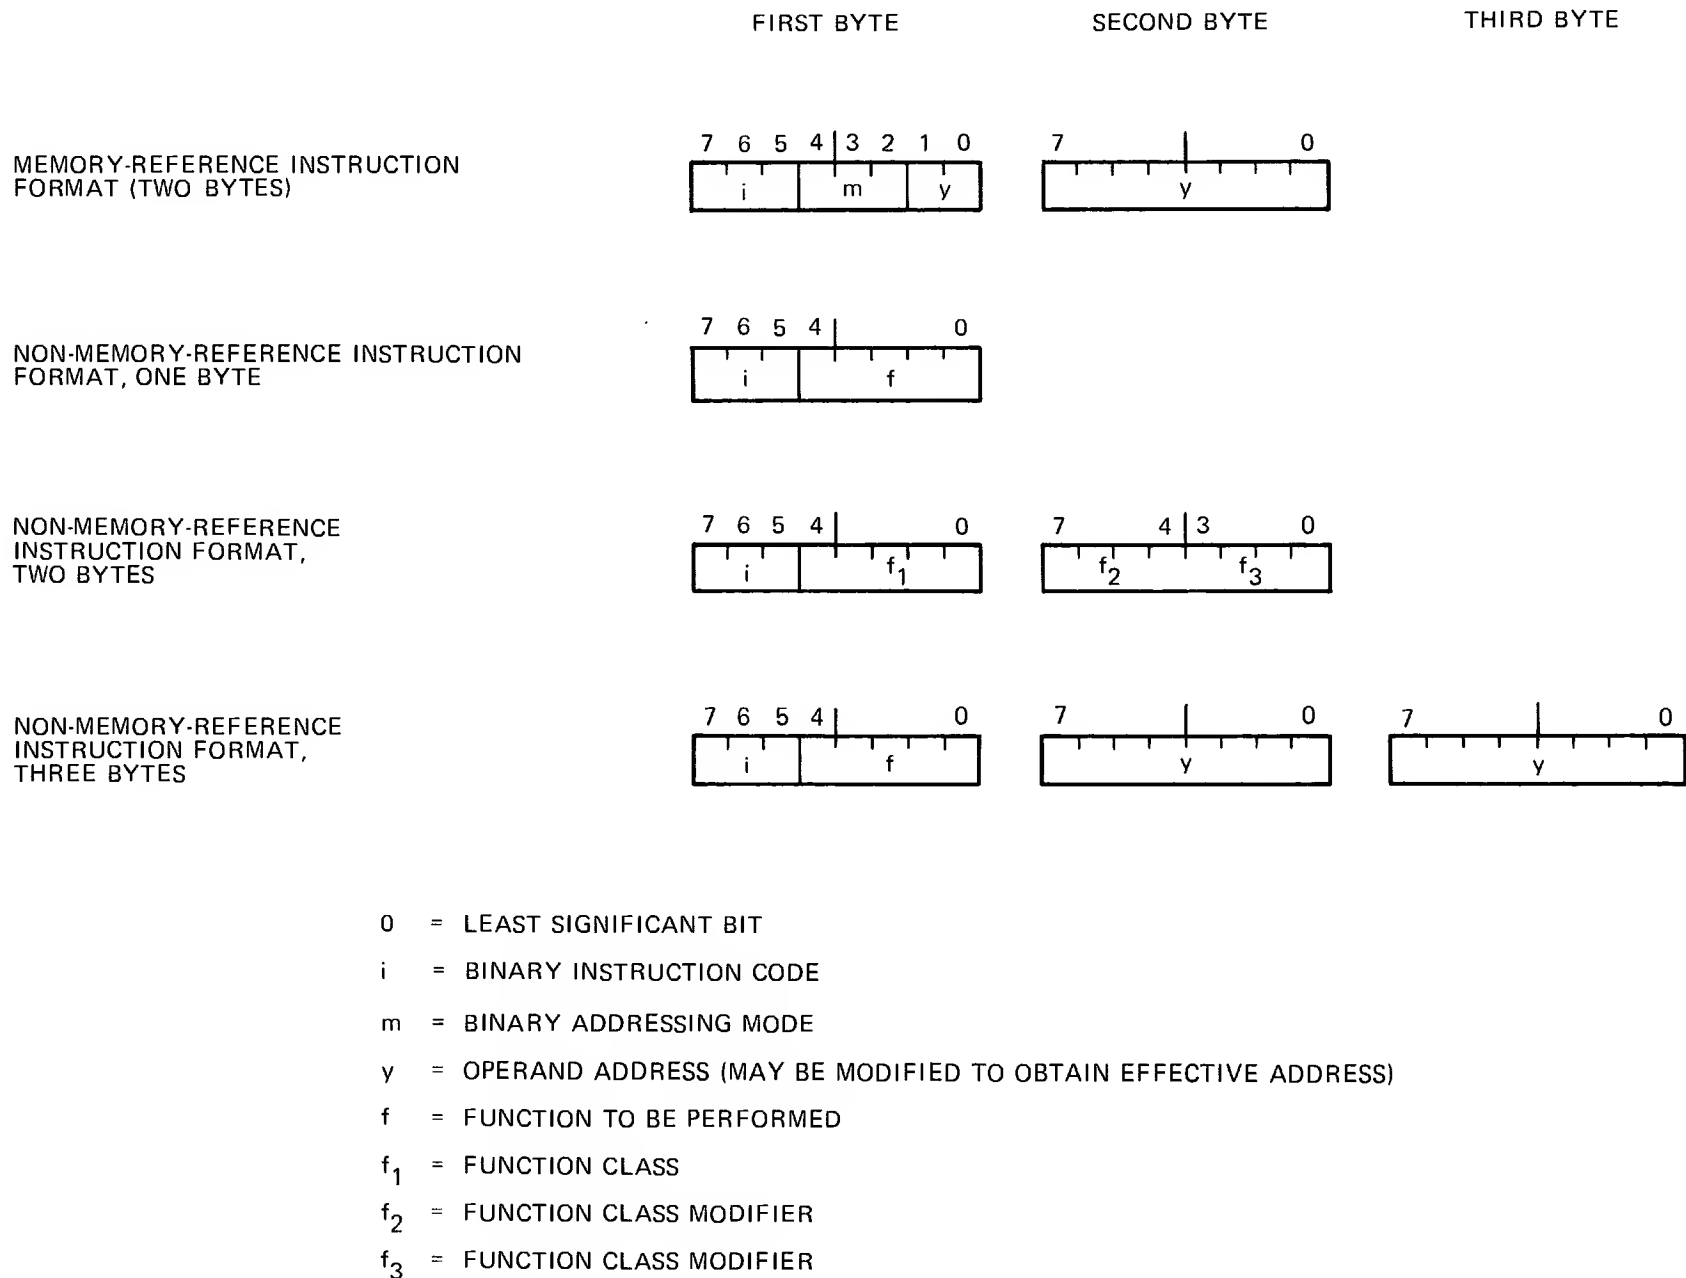 FIRST BYTE SECOND BYTE THIRD BYTE
MEMORY-REFERENCE INSTRUCTION
FORMAT (TWO BYTES)
7 6 5 4 3 2 1 0 7 0
i m y y
NON-MEMORY-REFERENCE INSTRUCTION
FORMAT, ONE BYTE
7 6 5 4 0
i f
NON-MEMORY-REFERENCE
INSTRUCTION FORMAT,
TWO BYTES
7 6 5 4 0 7 4 3 0
i f1 f2 f3
NON-MEMORY-REFERENCE
INSTRUCTION FORMAT,
THREE BYTES
7 6 5 4 0 7 0 7 0
i f y y
0 = LEAST SIGNIFICANT BIT
i = BINARY INSTRUCTION CODE
m = BINARY ADDRESSING MODE
y = OPERAND ADDRESS (MAY BE MODIFIED TO OBTAIN EFFECTIVE ADDRESS)
f = FUNCTION TO BE PERFORMED
f1 = FUNCTION CLASS
f2 = FUNCTION CLASS MODIFIER
f3 = FUNCTION CLASS MODIFIER